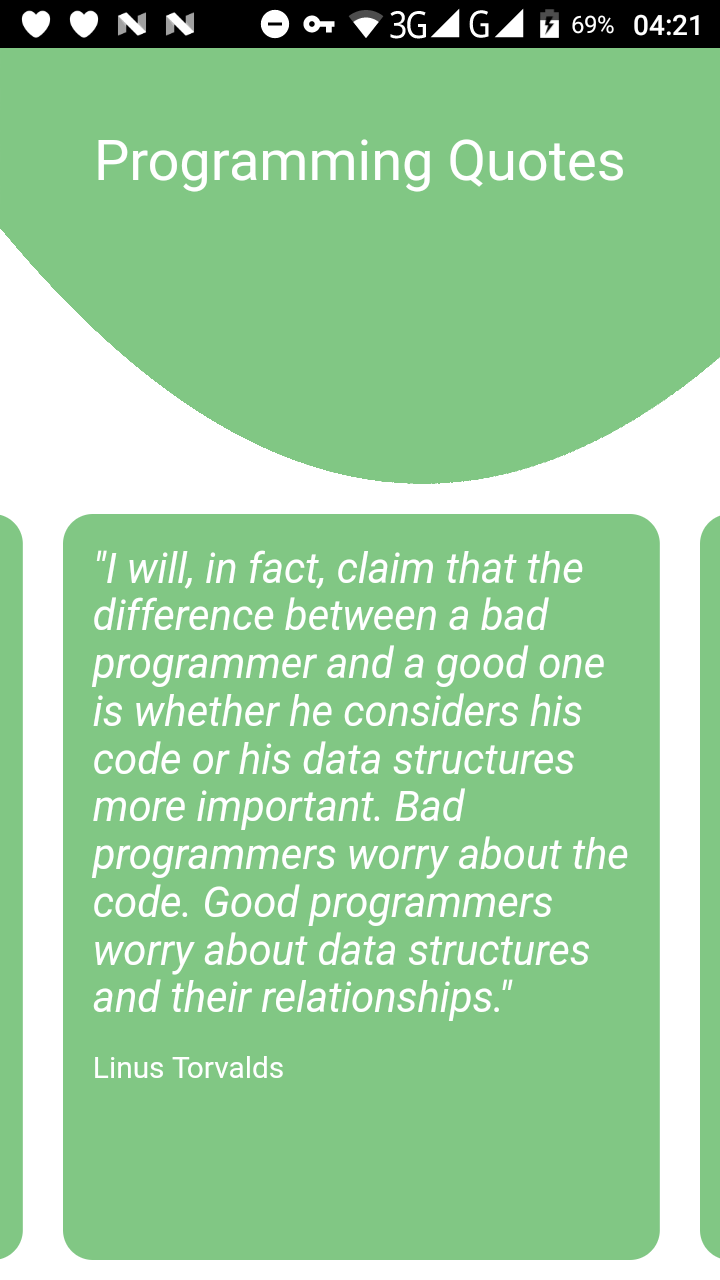 3G G 69% 04:21
Programming Quotes
"I will, in fact, claim that the
difference between a bad
programmer and a good one
is whether he considers his
code or his data structures
more important. Bad
programmers worry about the
code. Good programmers
worry about data structures
and their relationships."
Linus Torvalds